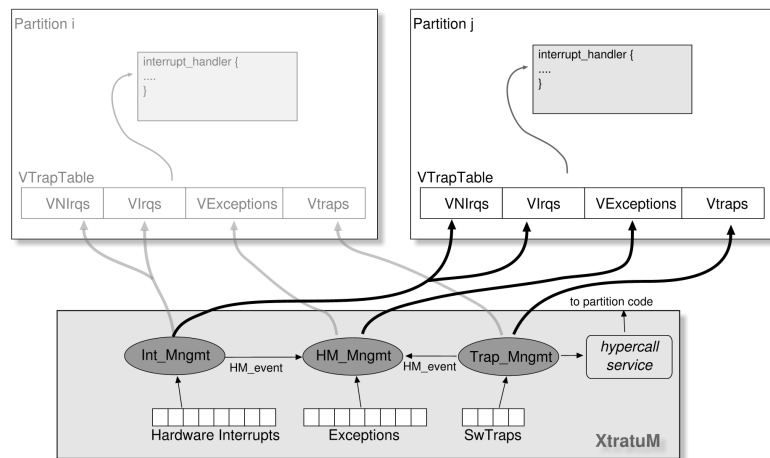 Partition i
interrupt_handler {
....
}
VTrapTable
VNIrqs VIrqs VExceptions Vtraps
Partition j
interrupt_handler {
....
}
VTrapTable
VNIrqs VIrqs VExceptions Vtraps
to partition code
Int_Mngmt HM_Mngmt Trap_Mngmt hypercall
service
HM_event HM_event
Hardware Interrupts Exceptions SwTraps
XtratuM